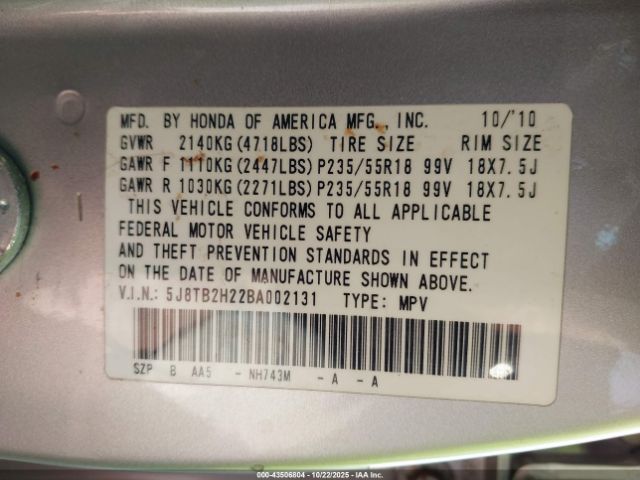 MFD. BY HONDA OF AMERICA MFG., INC. 10/'10
GVWR 2140KG(4718LBS) TIRE SIZE RIM SIZE
GAWR F 1110KG(2447LBS)P235/55R18 99V 18X7.5J
GAWR R 1030KG(2271LBS)P235/55R18 99V 18X7.5J
THIS VEHICLE CONFORMS TO ALL APPLICABLE
FEDERAL MOTOR VEHICLE SAFETY
AND THEFT PREVENTION STANDARDS IN EFFECT
ON THE DATE OF MANUFACTURE SHOWN ABOVE.
V.I.N.: 5J8TB2H22BA002131 TYPE: MPV
SZP B AA5 - NH743M - A - A
000-43506804 - 10/22/2025 - IAA Inc.